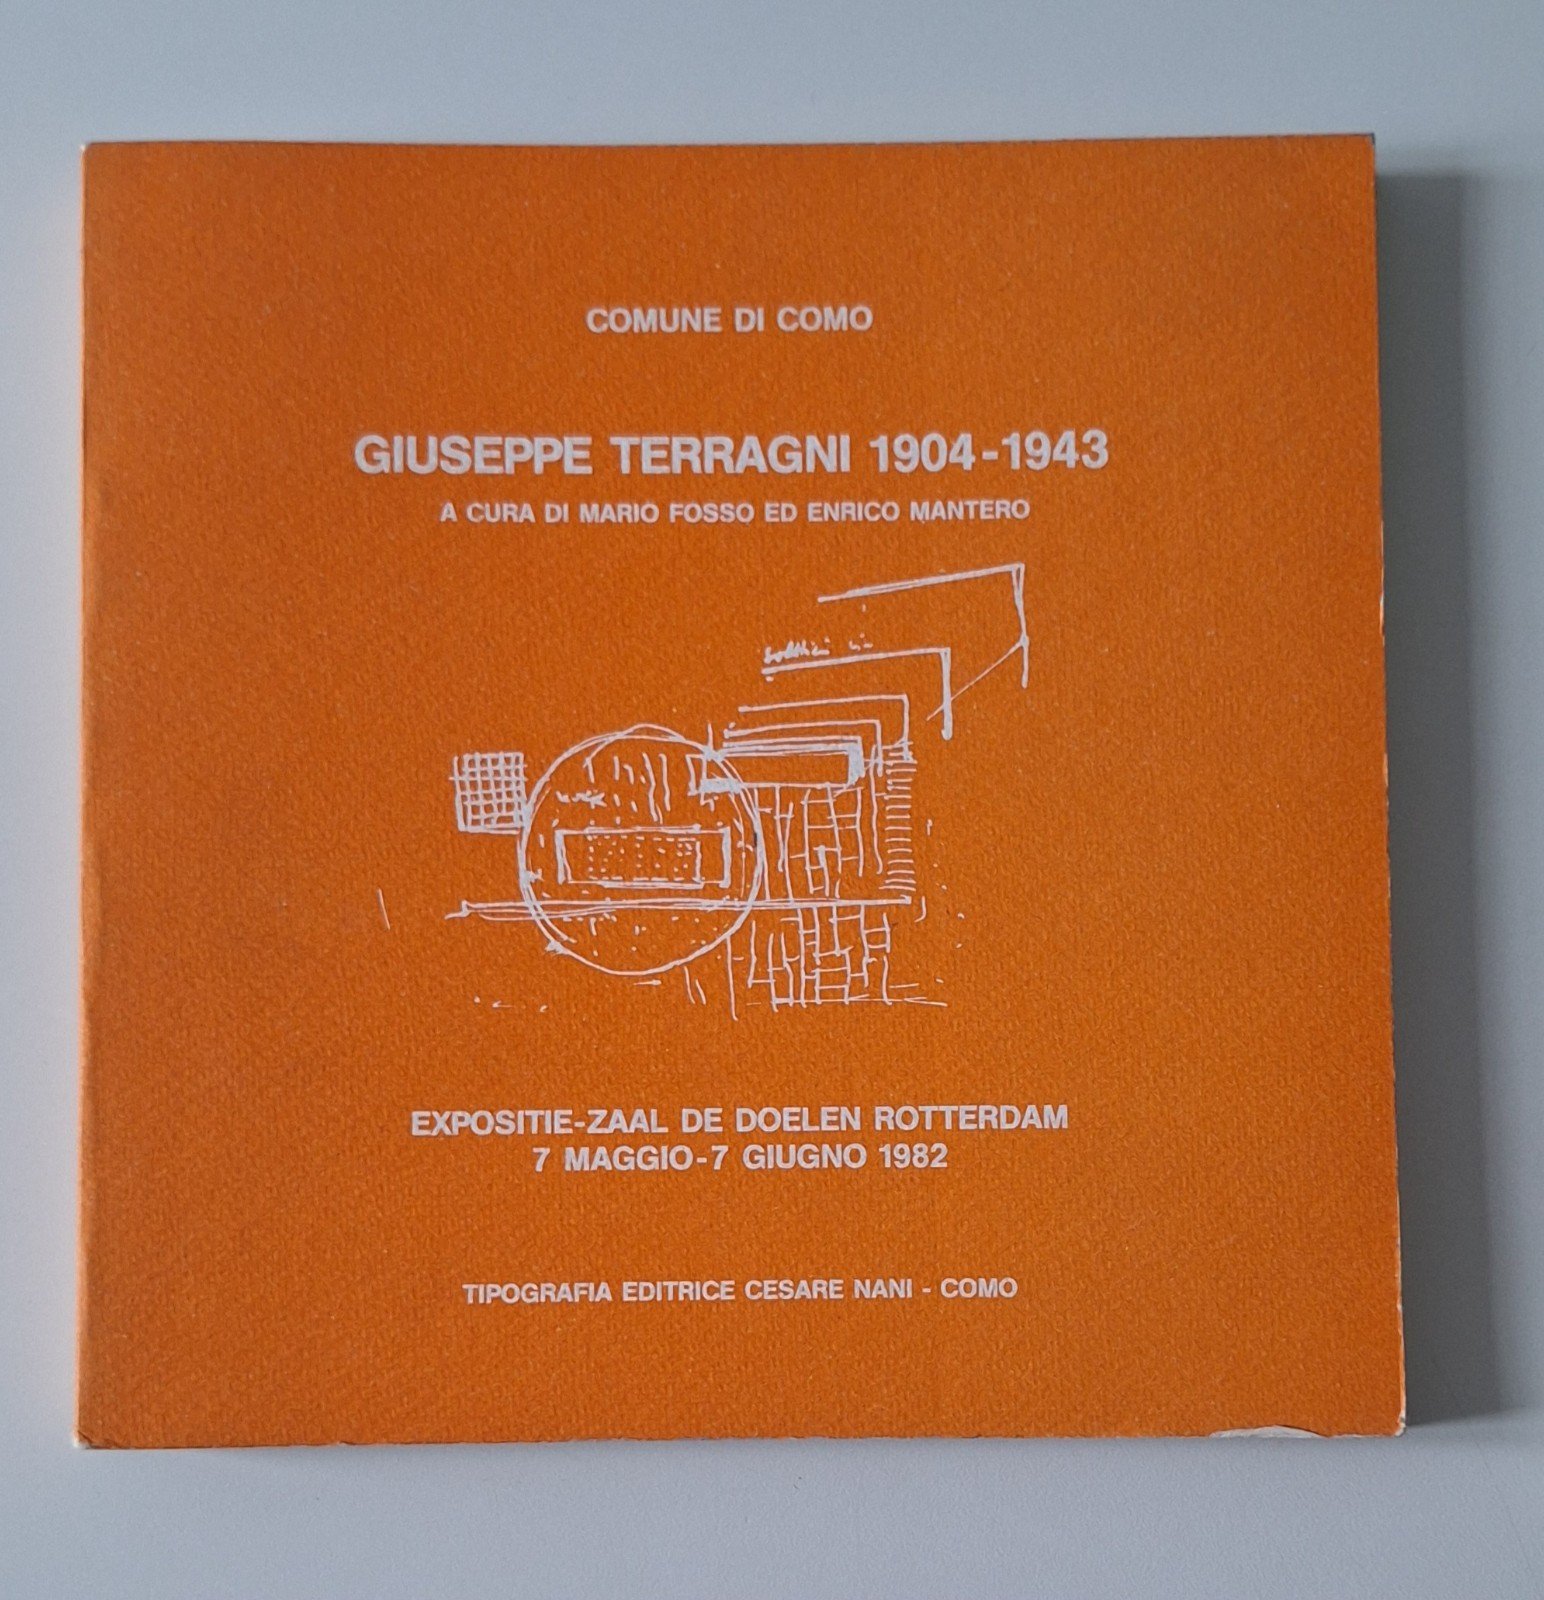 COMUNE DI COMO
GIUSEPPE TERRAGNI 1904-1943
A CURA DI MARIO FOSSO ED ENRICO MANTERO
EXPOSITIE-ZAAL DE DOELEN ROTTERDAM
7 MAGGIO-7 GIUGNO 1982
TIPOGRAFIA EDITRICE CESARE NANI - COMO